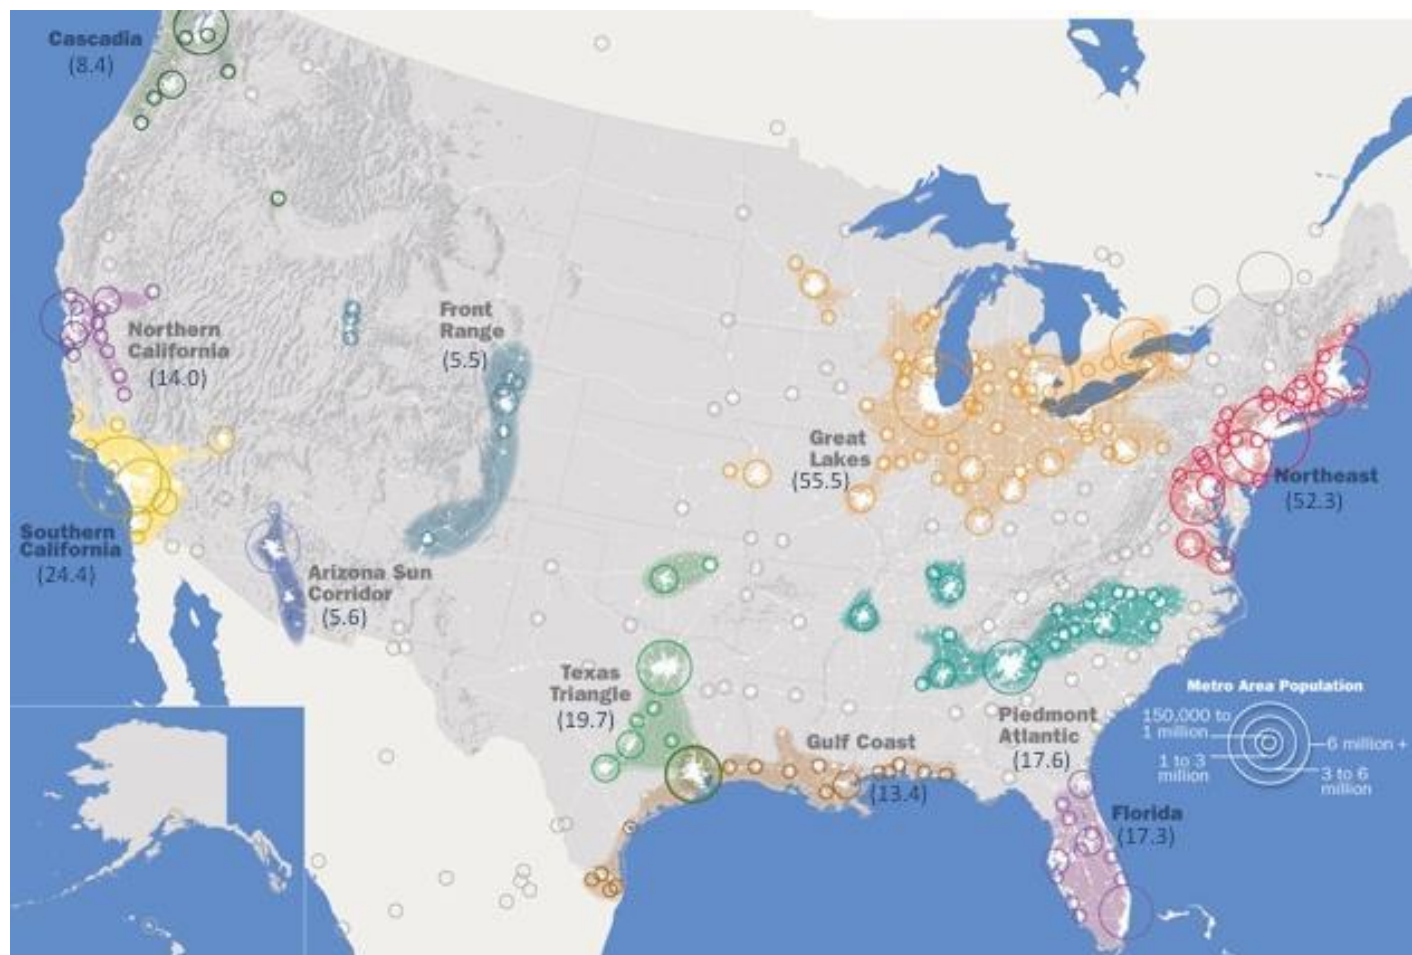 Cascadia
(8.4)
Northern
California
(14.0)
Front
Range
(5.5)
Great
Lakes
(55.5)
Northeast
(52.3)
Southern
California
(24.4)
Arizona Sun
Corridor
(5.6)
Texas
Triangle
(19.7)
Gulf Coast
(13.4)
Piedmont
Atlantic
(17.6)
Metro Area Population
150,000 to
1 million
1 to 3
million
6 million +
3 to 6
million
Florida
(17.3)